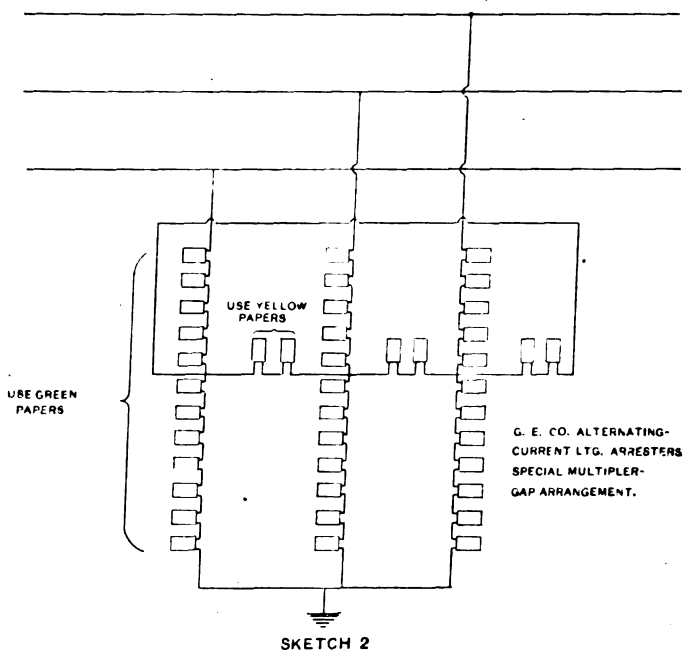 USE YELLOW
PAPERS
USE GREEN
PAPERS
G. E. CO. ALTERNATING-
CURRENT LTG. ARRESTERS
SPECIAL MULTIPLER-
GAP ARRANGEMENT.
SKETCH 2